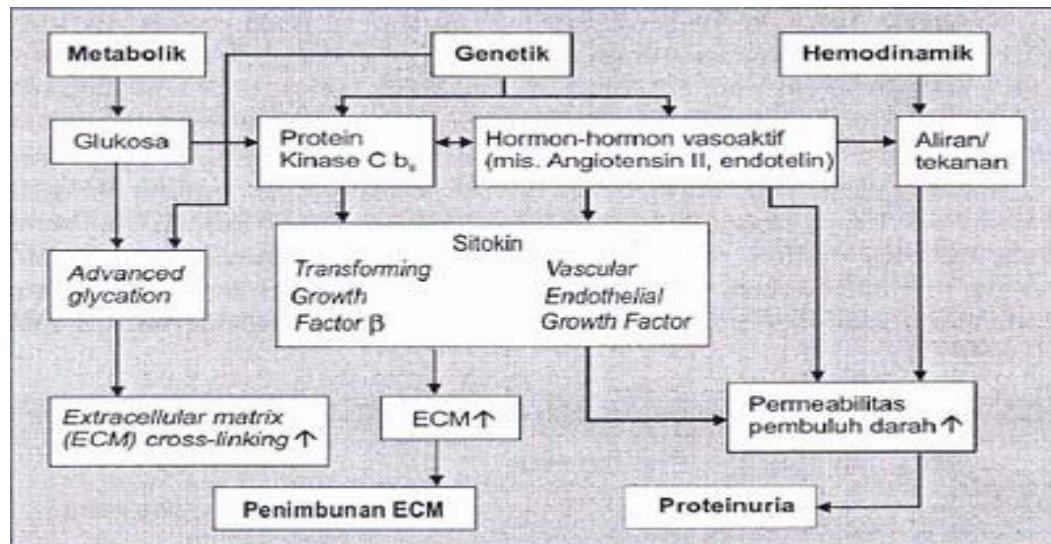 Metabolik
Genetik
Hemodinamik
Glukosa
Protein
Kinase C b
Hormon-hormon vasoaktif
(mis. Angiotensin II, endotelin)
Aliran/
tekanan
Sitokin
Transforming
Growth
Factor β
Vascular
Endothelial
Growth Factor
Advanced
glycation
Extracellular matrix
(ECM) cross-linking ↑
ECM↑
Permeabilitas
pembuluh darah ↑
Penimbunan ECM
Proteinuria